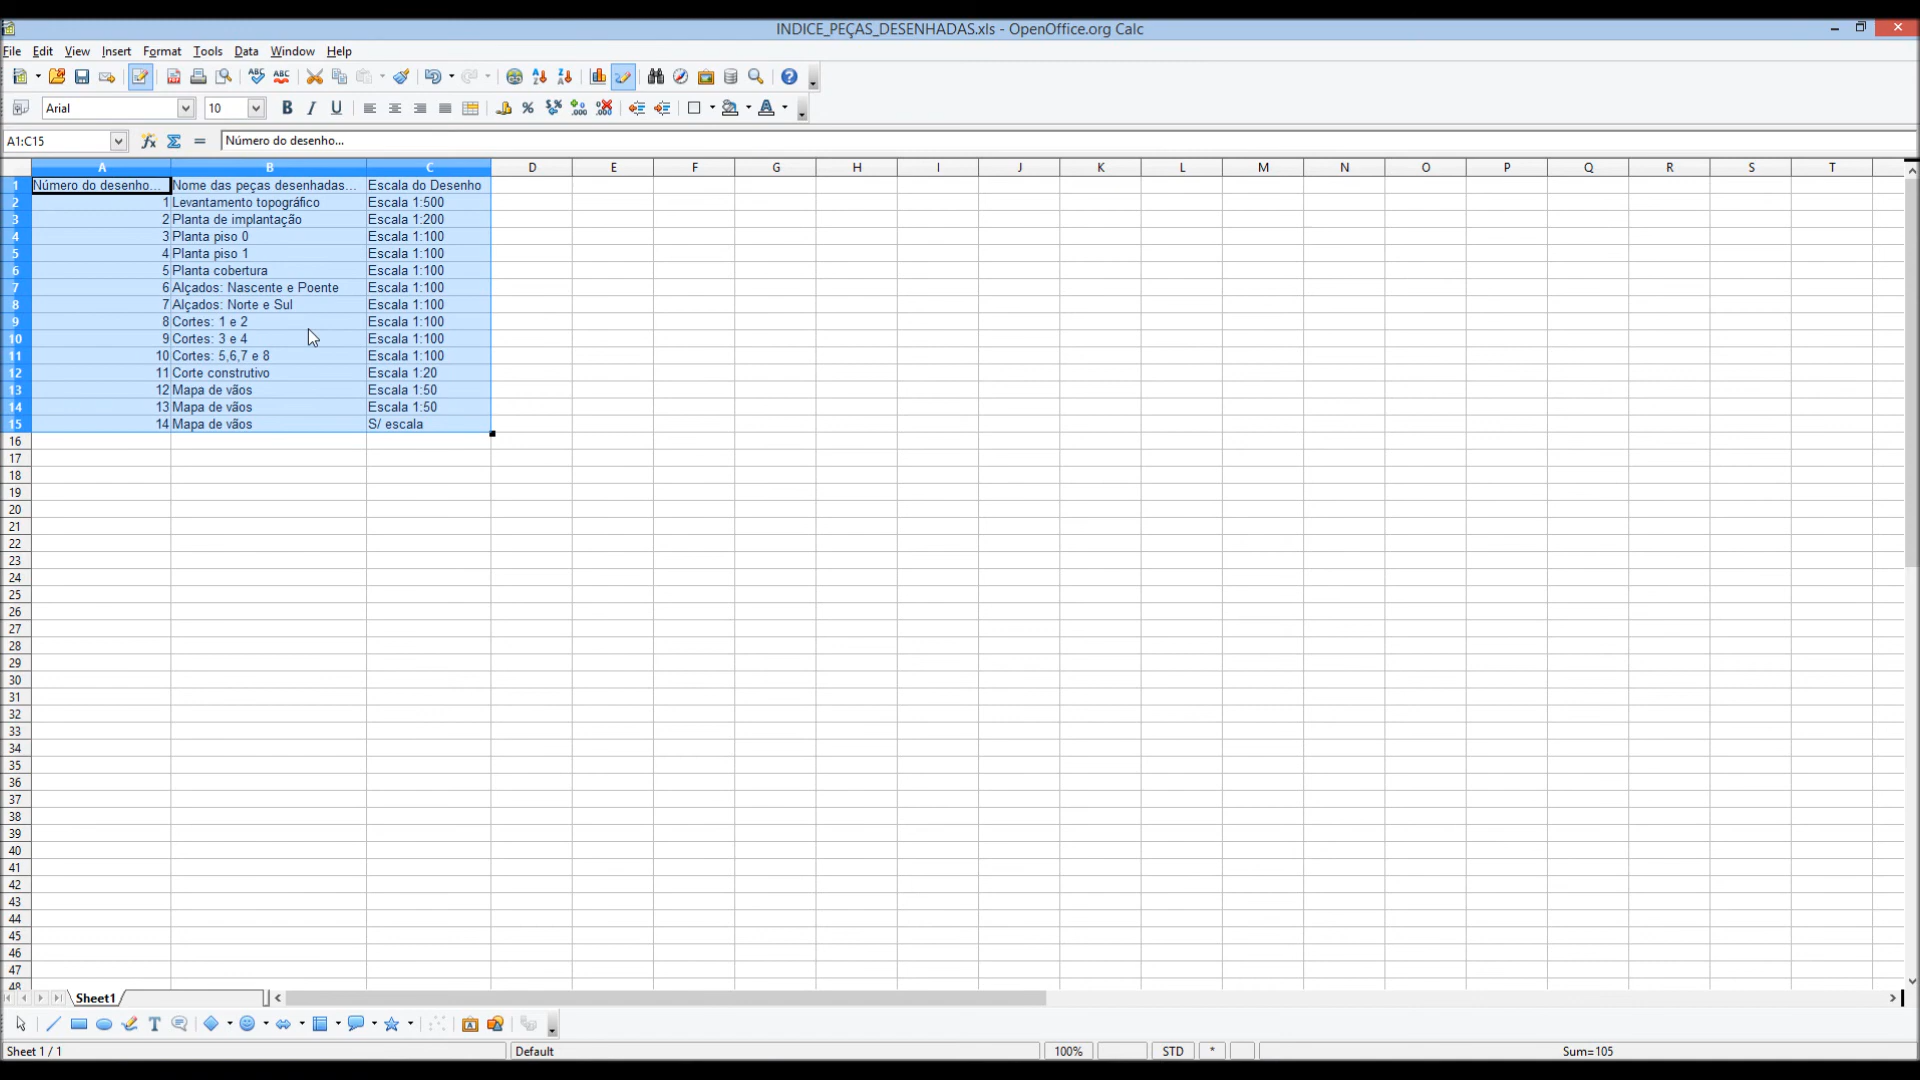 INDICE_PEÇAS_DESENHADAS.xls - OpenOffice.org Calc
File Edit View Insert Format Tools Data Window Help
Arial 10
A1:C15 Número do desenho...
A B C D E F G H I J K L M N O P Q R S T
1 Número do desenho... Nome das peças desenhadas... Escala do Desenho
2 1 Levantamento topográfico Escala 1:500
3 2 Planta de implantação Escala 1:200
4 3 Planta piso 0 Escala 1:100
5 4 Planta piso 1 Escala 1:100
6 5 Planta cobertura Escala 1:100
7 6 Alçados: Nascente e Poente Escala 1:100
8 7 Alçados: Norte e Sul Escala 1:100
9 8 Cortes: 1 e 2 Escala 1:100
10 9 Cortes: 3 e 4 Escala 1:100
11 10 Cortes: 5,6,7 e 8 Escala 1:100
12 11 Corte construtivo Escala 1:20
13 12 Mapa de vãos Escala 1:50
14 13 Mapa de vãos Escala 1:50
15 14 Mapa de vãos S/ escala
16
17
18
19
20
21
22
23
24
25
26
27
28
29
30
31
32
33
34
35
36
37
38
39
40
41
42
43
44
45
46
47
48
Sheet1
Sheet 1 / 1 Default 100% STD * Sum=105